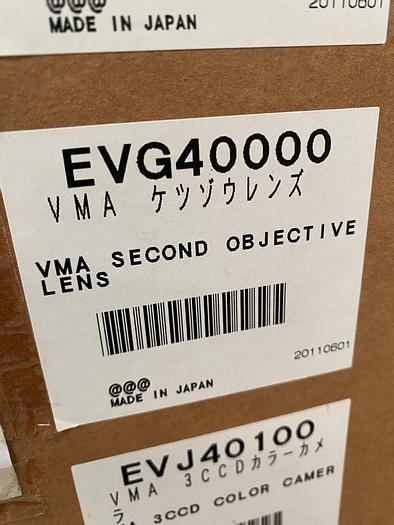 @@@
MADE IN JAPAN
20110601
EVG40000
VMA ケツゾウレンズ
VMA SECOND OBJECTIVE
LENS
20110601
@@@
MADE IN JAPAN
EVJ40100
VMA 3CCDカラーカメ
ラ
3CCD COLOR CAMER